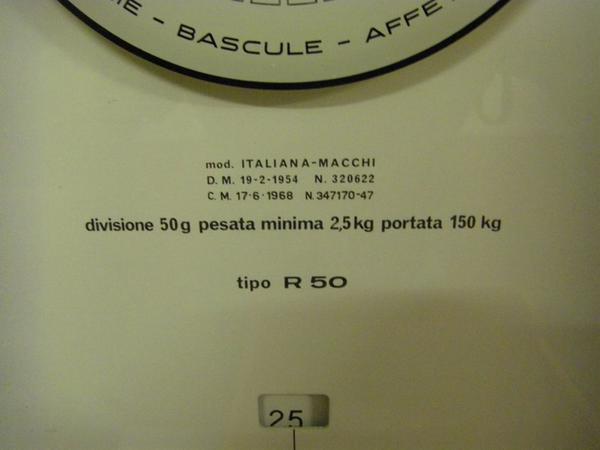 - BASCULE -
mod. ITALIANA-MACCHI
D. M. 19-2-1954 N. 320622
C. M. 17-6-1968 N. 347170-47
divisione 50g pesata minima 2,5kg portata 150 kg
tipo R 50
25